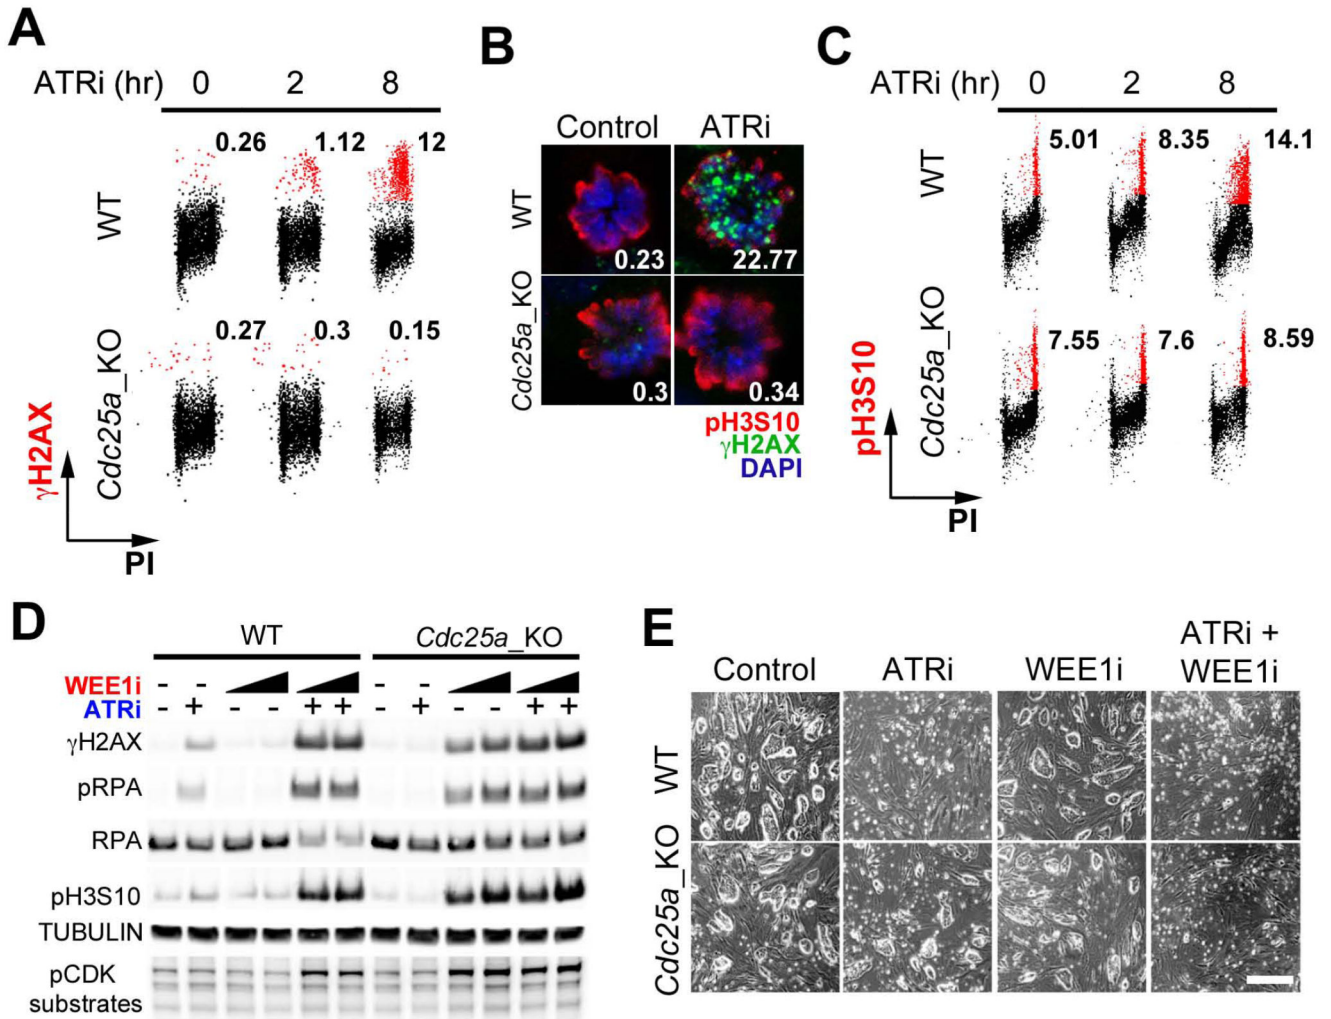 A
ATRi (hr) 0 2 8
WT
0.26 1.12 12
Cdc25a_KO
0.27 0.3 0.15
γH2AX
PI
B
Control ATRi
WT
0.23 22.77
Cdc25a_KO
0.3 0.34
pH3S10
γH2AX
DAPI
C
ATRi (hr) 0 2 8
WT
5.01 8.35 14.1
Cdc25a_KO
7.55 7.6 8.59
pH3S10
PI
D
WT Cdc25a_KO
WEE1i - - - -
ATRi - + - - + + - + - - + +
γH2AX
pRPA
RPA
pH3S10
TUBULIN
pCDK
substrates
E
Control ATRi WEE1i ATRi +
WEE1i
WT
Cdc25a_KO